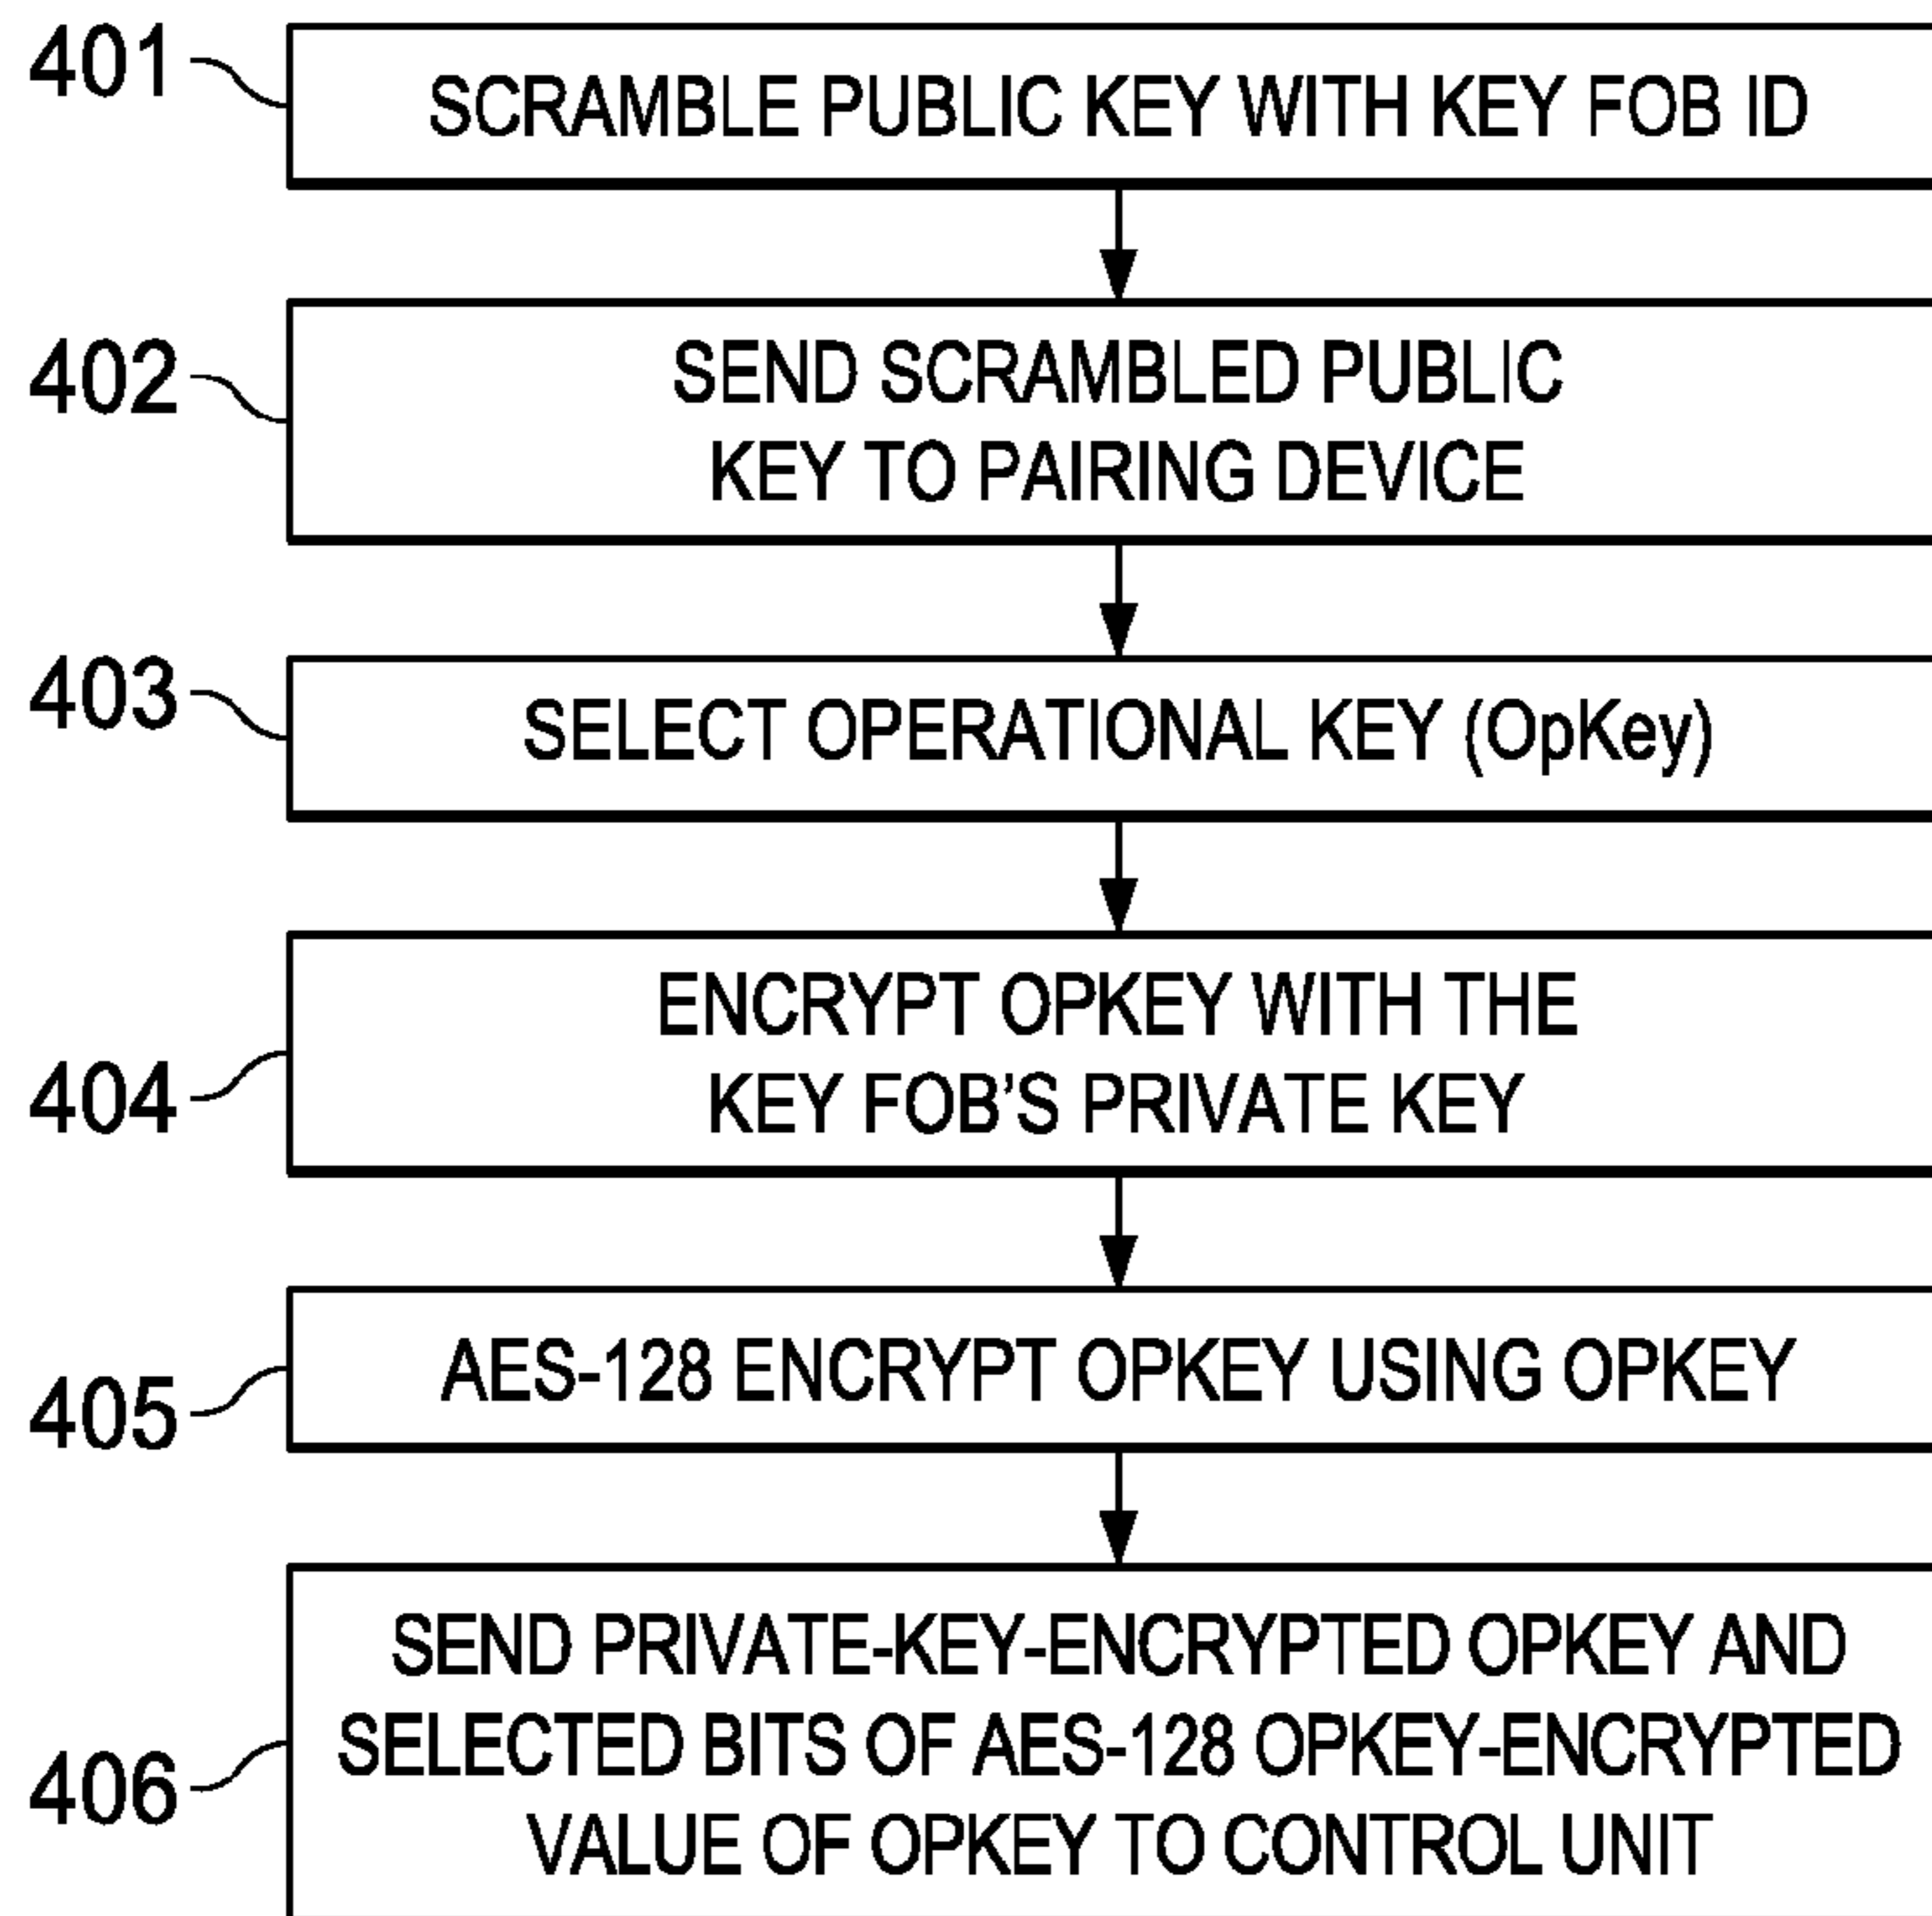 401
SCRAMBLE PUBLIC KEY WITH KEY FOB ID
402
SEND SCRAMBLED PUBLIC
KEY TO PAIRING DEVICE
403
SELECT OPERATIONAL KEY (OpKey)
404
ENCRYPT OPKEY WITH THE
KEY FOB'S PRIVATE KEY
405
AES-128 ENCRYPT OPKEY USING OPKEY
406
SEND PRIVATE-KEY-ENCRYPTED OPKEY AND
SELECTED BITS OF AES-128 OPKEY-ENCRYPTED
VALUE OF OPKEY TO CONTROL UNIT